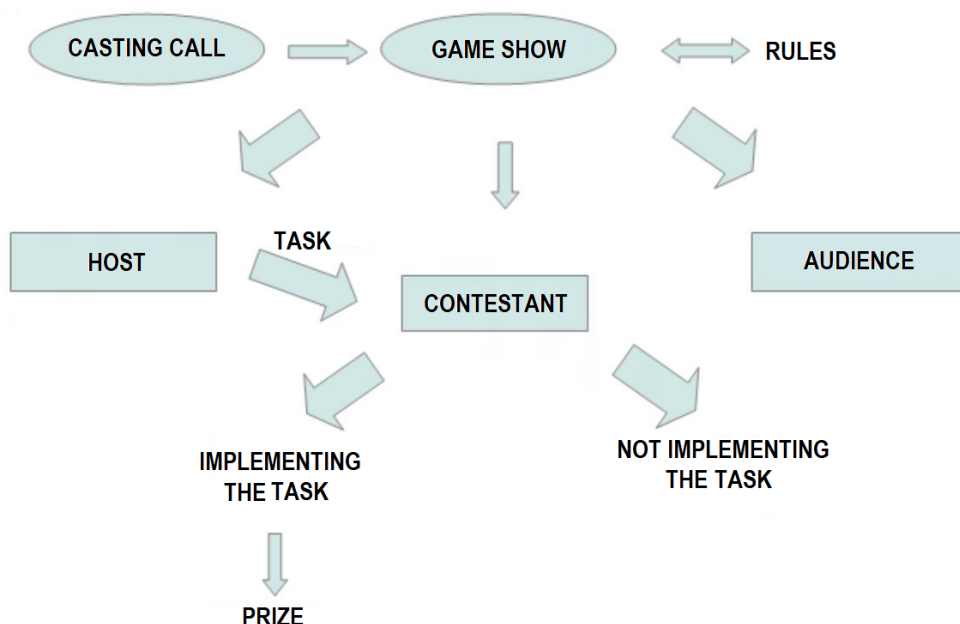 CASTING CALL
GAME SHOW
RULES
HOST
TASK
CONTESTANT
AUDIENCE
IMPLEMENTING
THE TASK
NOT IMPLEMENTING
THE TASK
PRIZE